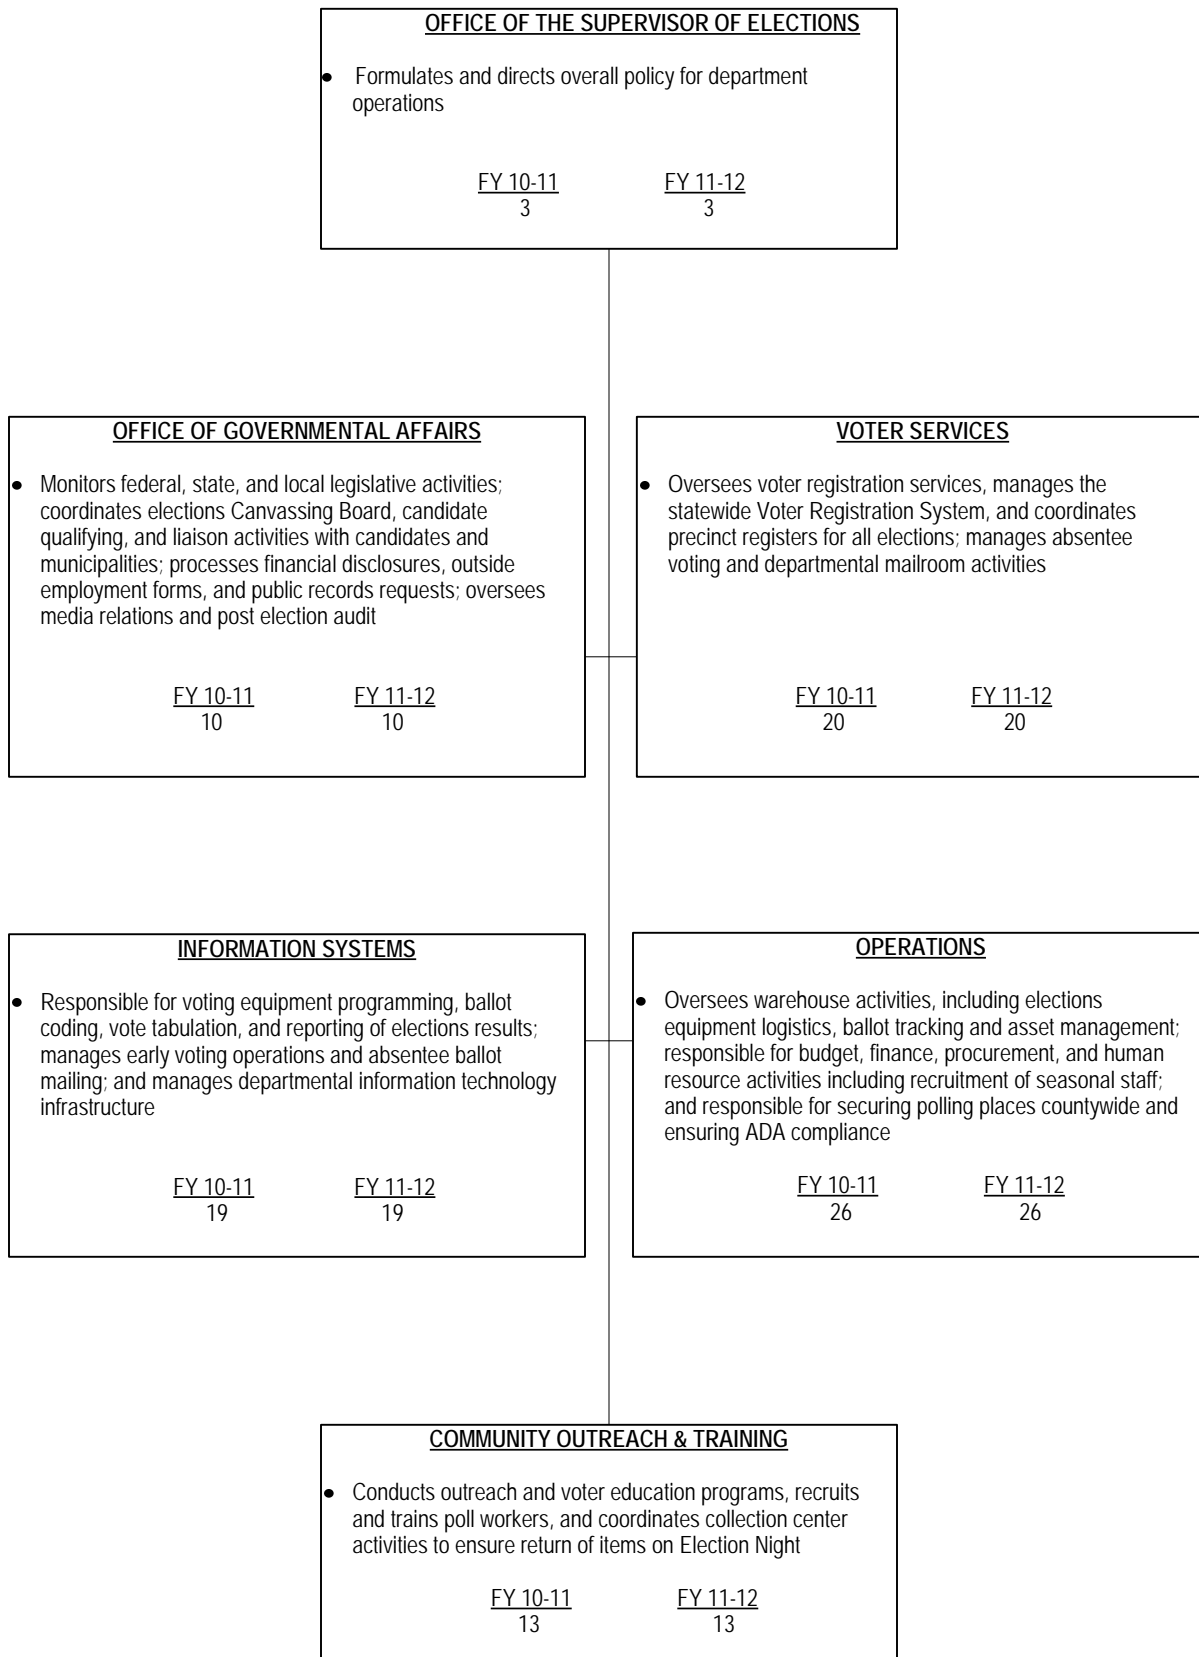 OFFICE OF THE SUPERVISOR OF ELECTIONS
● Formulates and directs overall policy for department
operations
FY 10-11 FY 11-12
3 3
OFFICE OF GOVERNMENTAL AFFAIRS
● Monitors federal, state, and local legislative activities;
coordinates elections Canvassing Board, candidate
qualifying, and liaison activities with candidates and
municipalities; processes financial disclosures, outside
employment forms, and public records requests; oversees
media relations and post election audit
FY 10-11 FY 11-12
10 10
VOTER SERVICES
● Oversees voter registration services, manages the
statewide Voter Registration System, and coordinates
precinct registers for all elections; manages absentee
voting and departmental mailroom activities
FY 10-11 FY 11-12
20 20
INFORMATION SYSTEMS
● Responsible for voting equipment programming, ballot
coding, vote tabulation, and reporting of elections results;
manages early voting operations and absentee ballot
mailing; and manages departmental information technology
infrastructure
FY 10-11 FY 11-12
19 19
OPERATIONS
● Oversees warehouse activities, including elections
equipment logistics, ballot tracking and asset management;
responsible for budget, finance, procurement, and human
resource activities including recruitment of seasonal staff;
and responsible for securing polling places countywide and
ensuring ADA compliance
FY 10-11 FY 11-12
26 26
COMMUNITY OUTREACH & TRAINING
● Conducts outreach and voter education programs, recruits
and trains poll workers, and coordinates collection center
activities to ensure return of items on Election Night
FY 10-11 FY 11-12
13 13